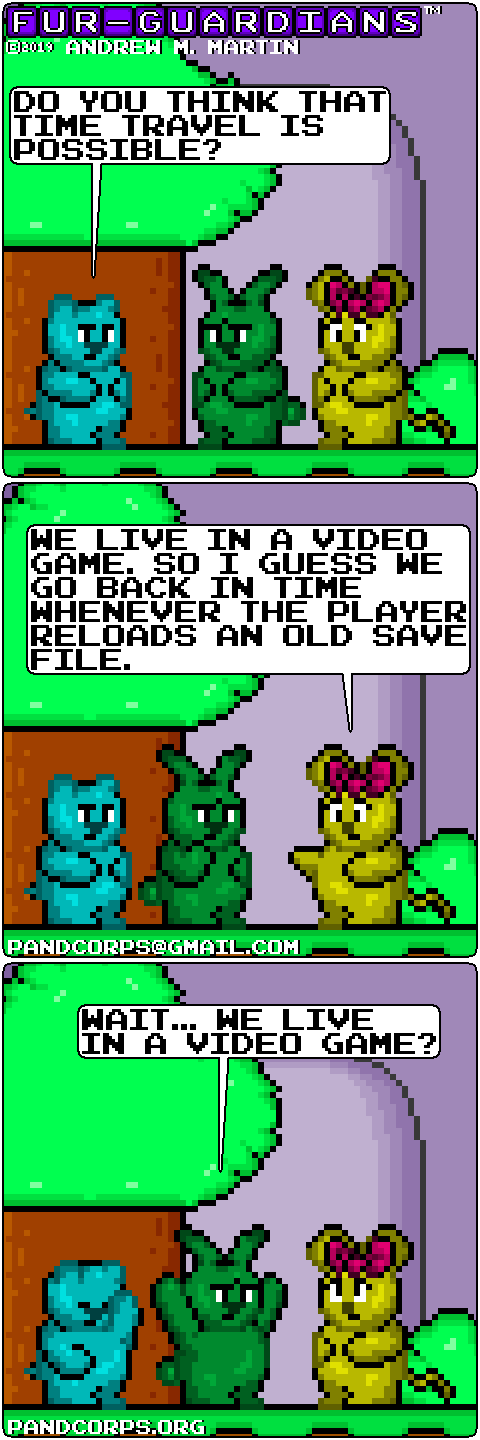 FUR-GUARDIANS™
©2019 ANDREW M. MARTIN
DO YOU THINK THAT
TIME TRAVEL IS
POSSIBLE?
WE LIVE IN A VIDEO
GAME. SO I GUESS WE
GO BACK IN TIME
WHENEVER THE PLAYER
RELOADS AN OLD SAVE
FILE.
PANDCORPS@GMAIL.COM
WAIT... WE LIVE
IN A VIDEO GAME?
PANDCORPS.ORG